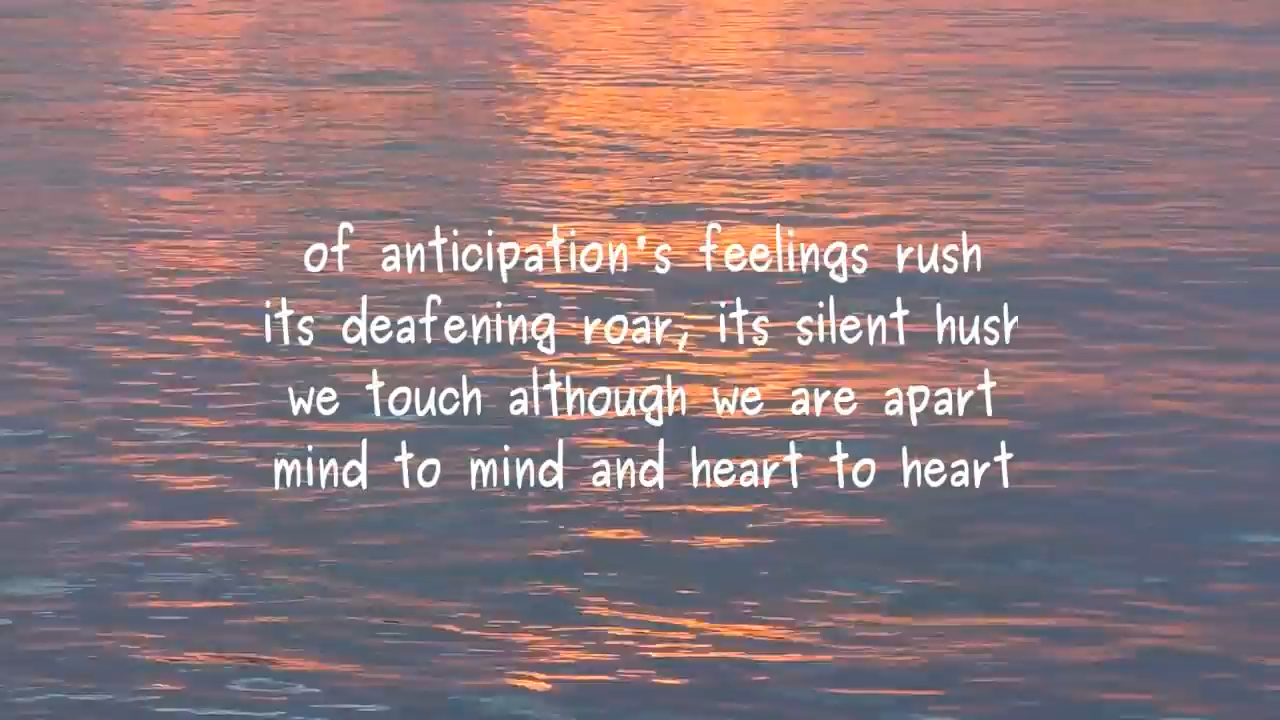 of anticipation's feelings rush
its deafening roar, its silent hush
we touch although we are apart
mind to mind and heart to heart